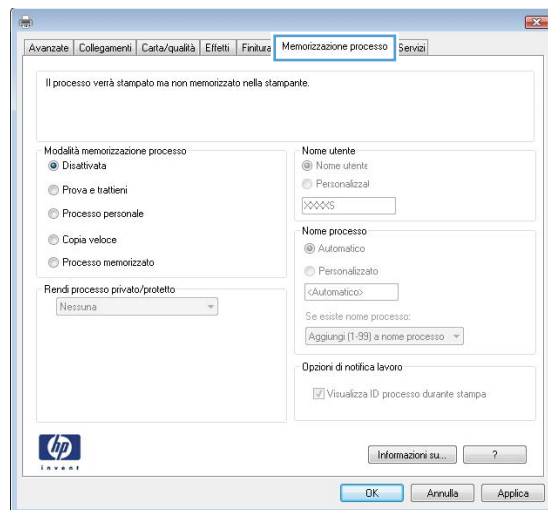 Avanzate Collegamenti Carta/qualità Effetti Finitura Memorizzazione processo Servizi
Il processo verrà stampato ma non memorizzato nella stampante.
Modalità memorizzazione processo
Disattivata
Prova e trattieni
Processo personale
Copia veloce
Processo memorizzato
Rendi processo privato/protetto
Nessuna
Nome utente
Nome utente
Personalizzat
XXXXS
Nome processo
Automatico
Personalizzato
<Automatico>
Se esiste nome processo:
Aggiungi (1-99) a nome processo
Opzioni di notifica lavoro
Visualizza ID processo durante stampa
hp
invent
Informazioni su... ?
OK Annulla Applica